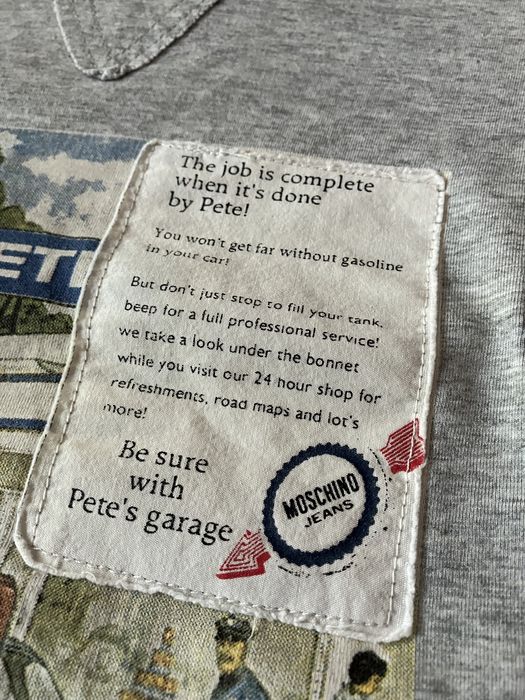 The job is complete
when it's done
by Pete!
You won't get far without gasoline
in your car!
But don't just stop to fill your tank,
beep for a full professional service!
we take a look under the bonnet
while you visit our 24 hour shop for
refreshments, road maps and lot's
more!
Be sure
with
Pete's garage
MOSCHINO
JEANS
ETE